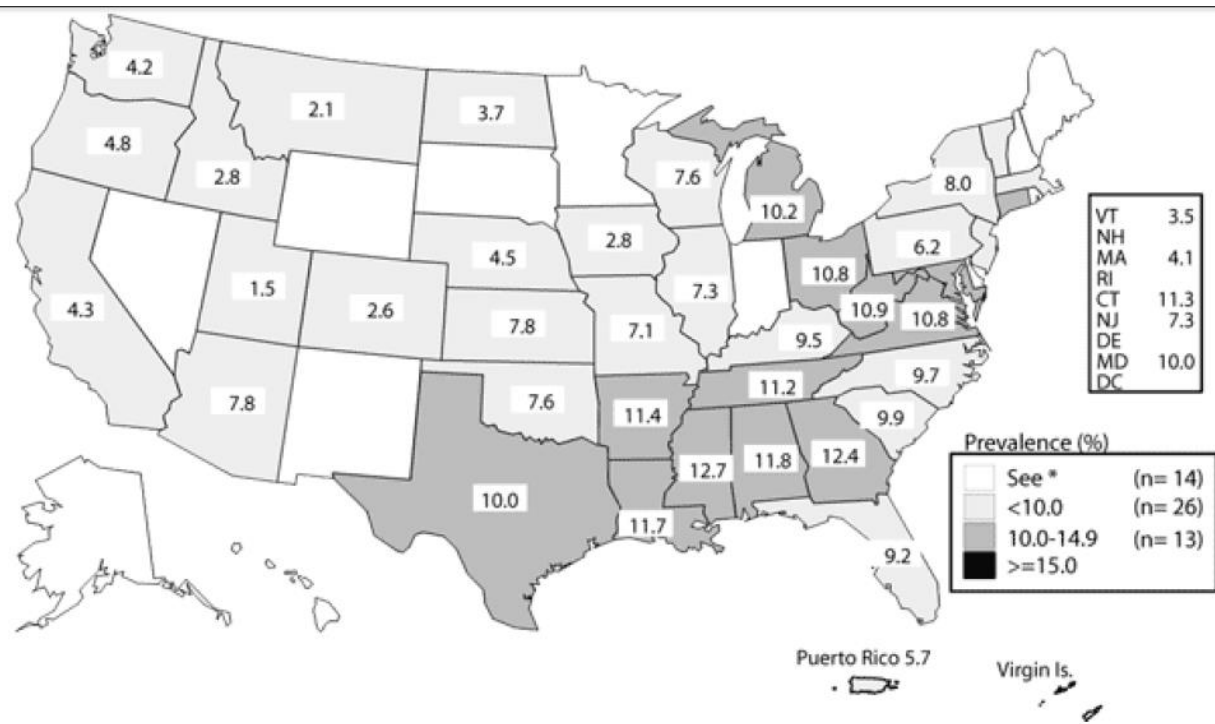 4.2
2.1
3.7
4.8
2.8
7.6
10.2
8.0
4.5
2.8
6.2
4.3
1.5
2.6
7.3
10.8
10.9
10.8
7.8
7.1
9.5
7.8
7.6
11.4
11.2
9.7
9.9
10.0
11.7
12.7
11.8
12.4
9.2
VT 3.5
NH
MA 4.1
RI
CT 11.3
NJ 7.3
DE
MD 10.0
DC
Prevalence (%)
See * (n= 14)
<10.0 (n= 26)
10.0-14.9 (n= 13)
>=15.0
Puerto Rico 5.7
Virgin Is.